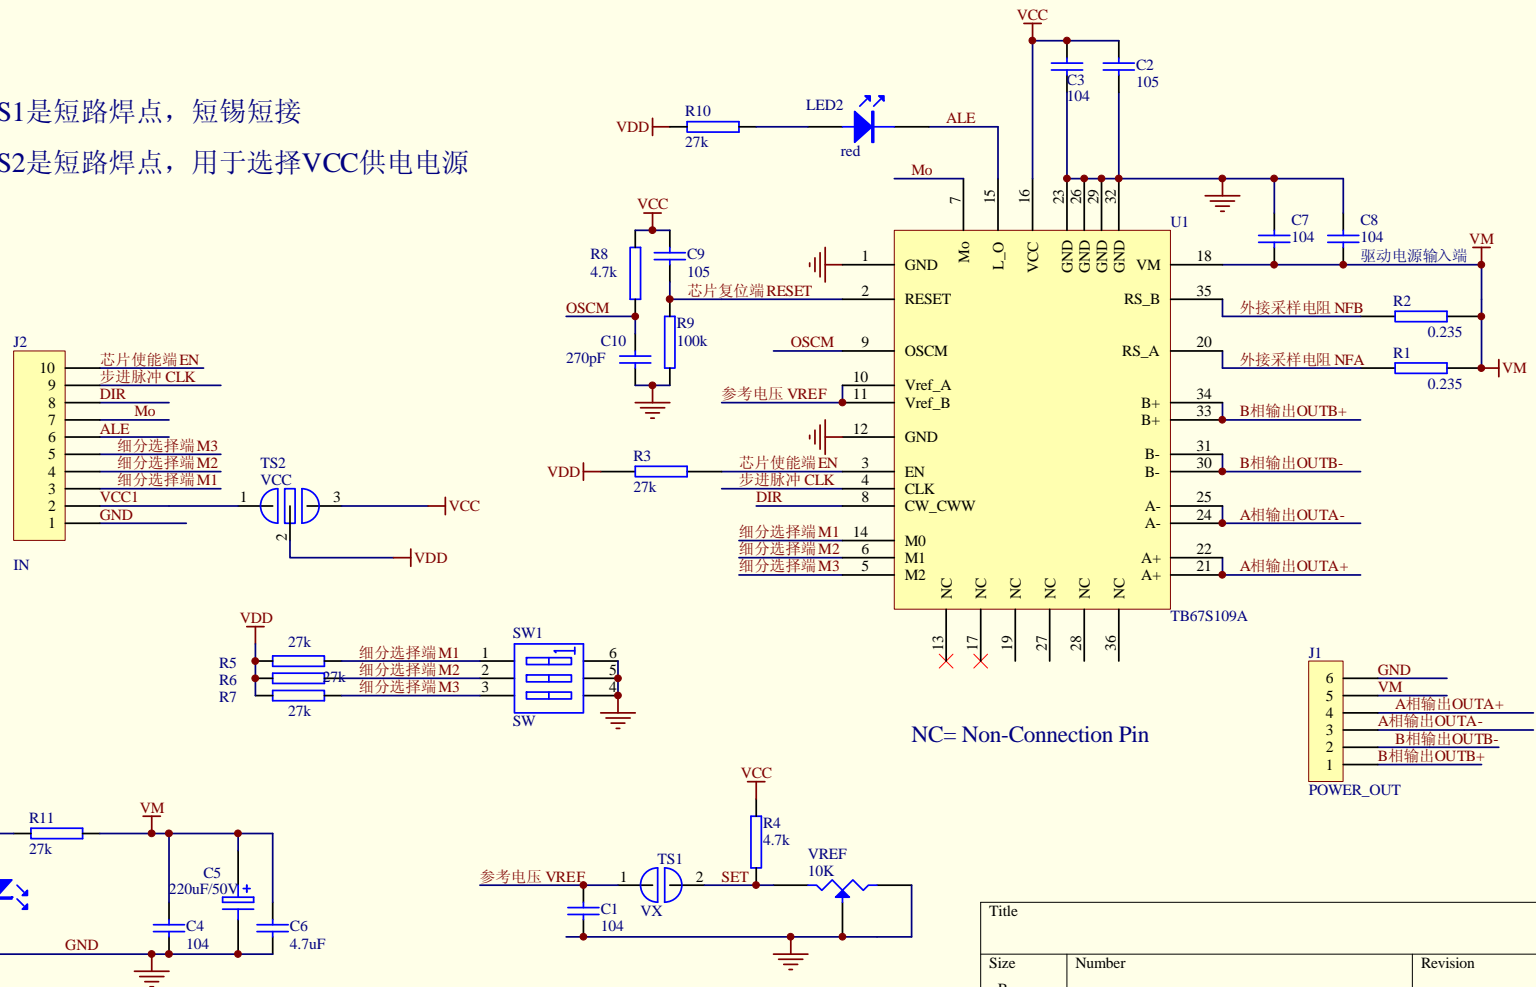 S1是短路焊点，短锡短接
S2是短路焊点，用于选择VCC供电电源
VCC
C3
104
C2
105
VDD
R10
27k
LED2
red
ALE
Mo
7
15
16
23
26
29
32
Mo
L_O
VCC
GND
GND
GND
GND
U1
C7
104
C8
104
VM
驱动电源输入端
VCC
R8
4.7k
C9
105
OSCM
芯片复位端RESET
C10
270pF
R9
100k
1
GND
2
RESET
OSCM
9
OSCM
10
Vref_A
参考电压 VREF
11
Vref_B
12
GND
VDD
R3
27k
芯片使能端EN
3
EN
步进脉冲 CLK
4
CLK
DIR
8
CW_CWW
细分选择端M1
14
M0
细分选择端M2
6
M1
细分选择端M3
5
M2
VM
18
RS_B
35
外接采样电阻 NFB
R2
0.235
RS_A
20
外接采样电阻 NFA
R1
0.235
VM
B+
34
B+
33
B相输出OUTB+
B-
31
B-
30
B相输出OUTB-
A-
25
A-
24
A相输出OUTA-
A+
22
A+
21
A相输出OUTA+
NC
NC
NC
NC
NC
NC
13
17
19
27
28
36
TB67S109A
NC= Non-Connection Pin
J2
10
芯片使能端EN
9
步进脉冲 CLK
8
DIR
7
Mo
6
ALE
5
细分选择端M3
4
细分选择端M2
3
细分选择端M1
2
VCC1
1
GND
IN
TS2
VCC
1
3
2
VCC
VDD
VDD
R5
R6
R7
27k
27k
27k
细分选择端M1
细分选择端M2
细分选择端M3
SW1
1
2
3
1
6
5
4
SW
J1
6
GND
5
VM
4
A相输出OUTA+
3
A相输出OUTA-
2
B相输出OUTB-
1
B相输出OUTB+
POWER_OUT
R11
27k
VM
C5
220uF/50V
+
C4
104
C6
4.7uF
GND
VCC
R4
4.7k
参考电压 VREF
1
TS1
2
VX
SET
VREF
10K
C1
104
Title
Size
Number
Revision